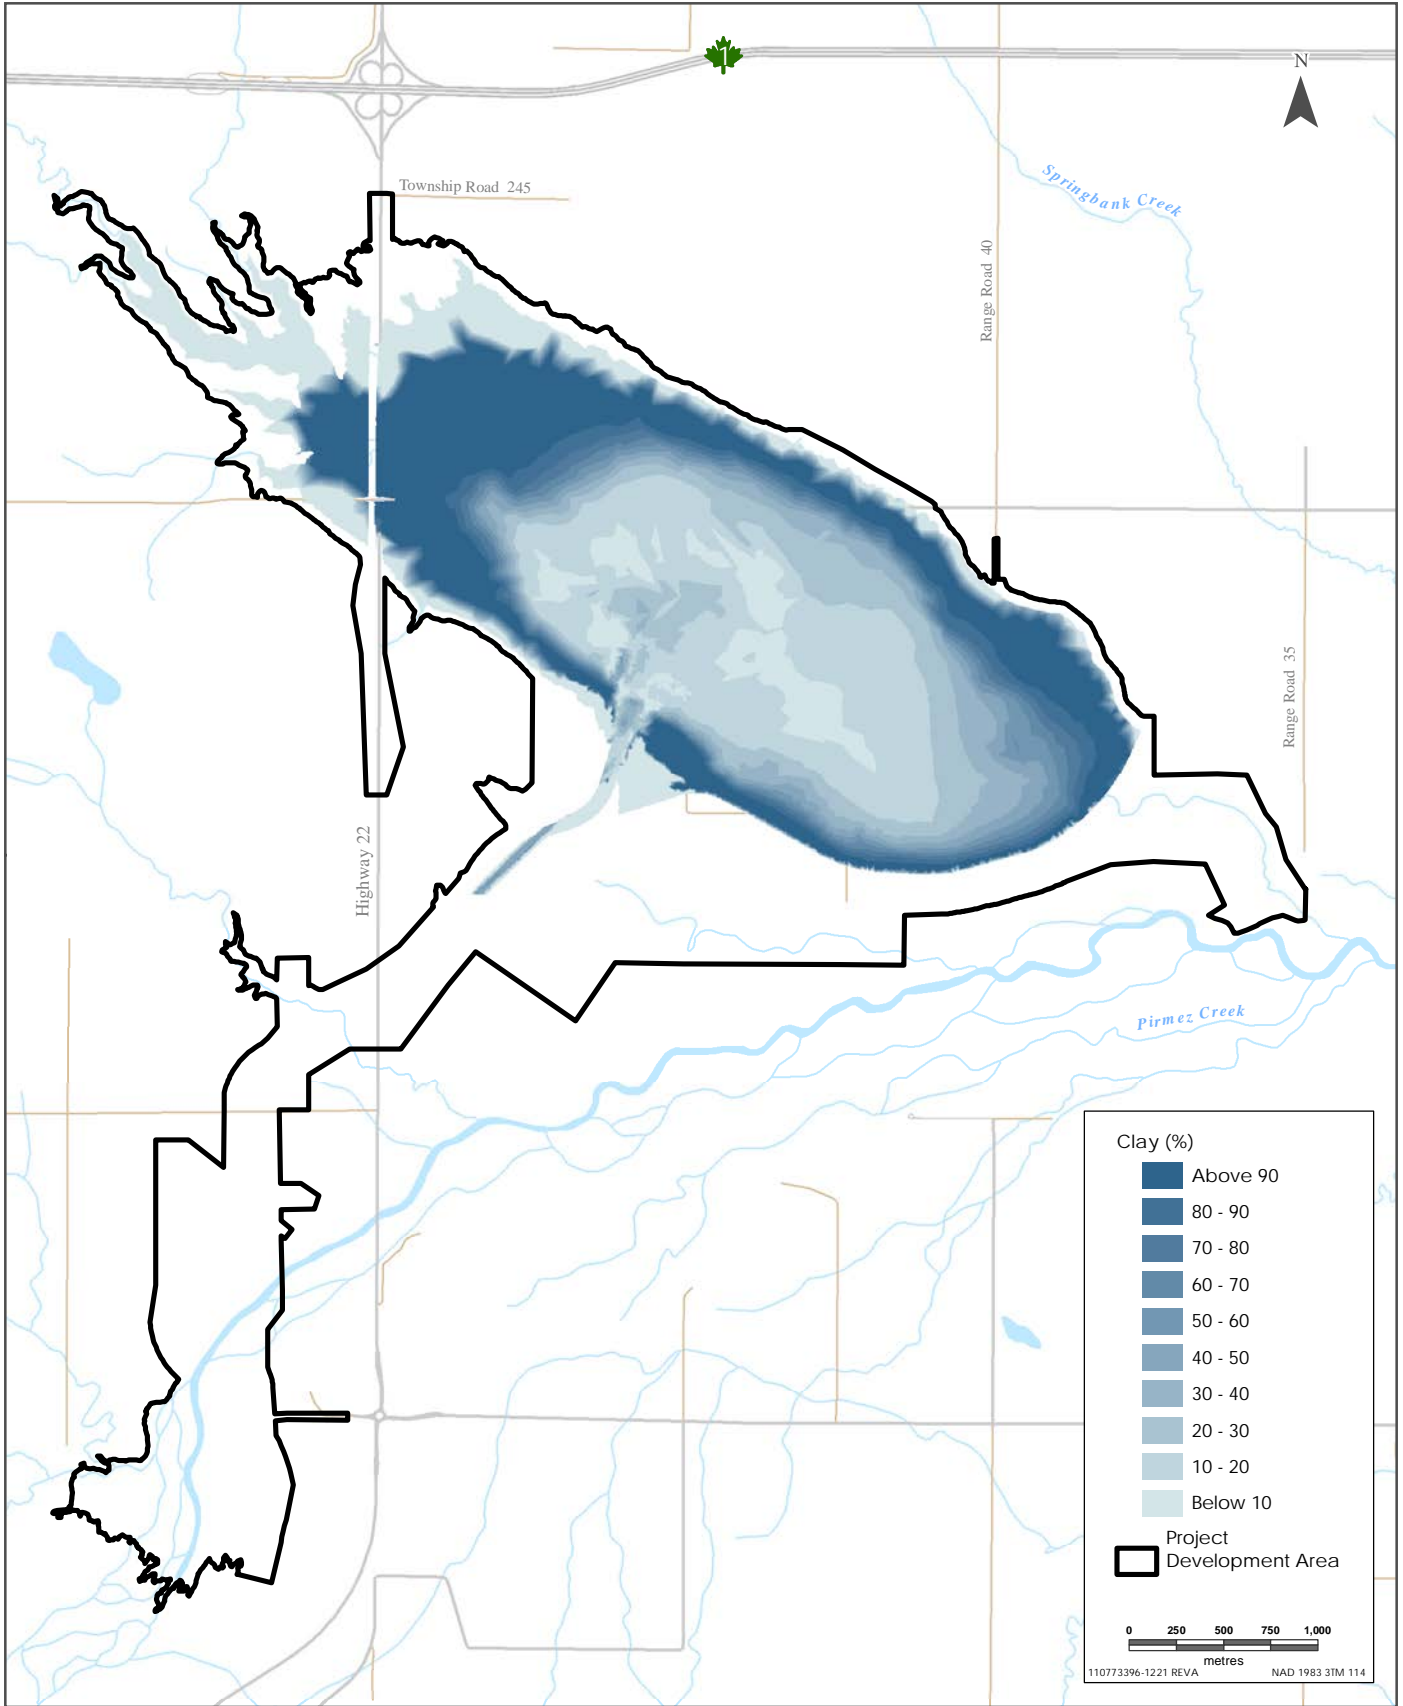 1
N
Township Road 245
Springbank Creek
Range Road 40
Range Road 35
Highway 22
Pirmez Creek
Clay (%)
Above 90
80 - 90
70 - 80
60 - 70
50 - 60
40 - 50
30 - 40
20 - 30
10 - 20
Below 10
Project
Development Area
0 250 500 750 1,000
metres
110773396-1221 REVA NAD 1983 3TM 114